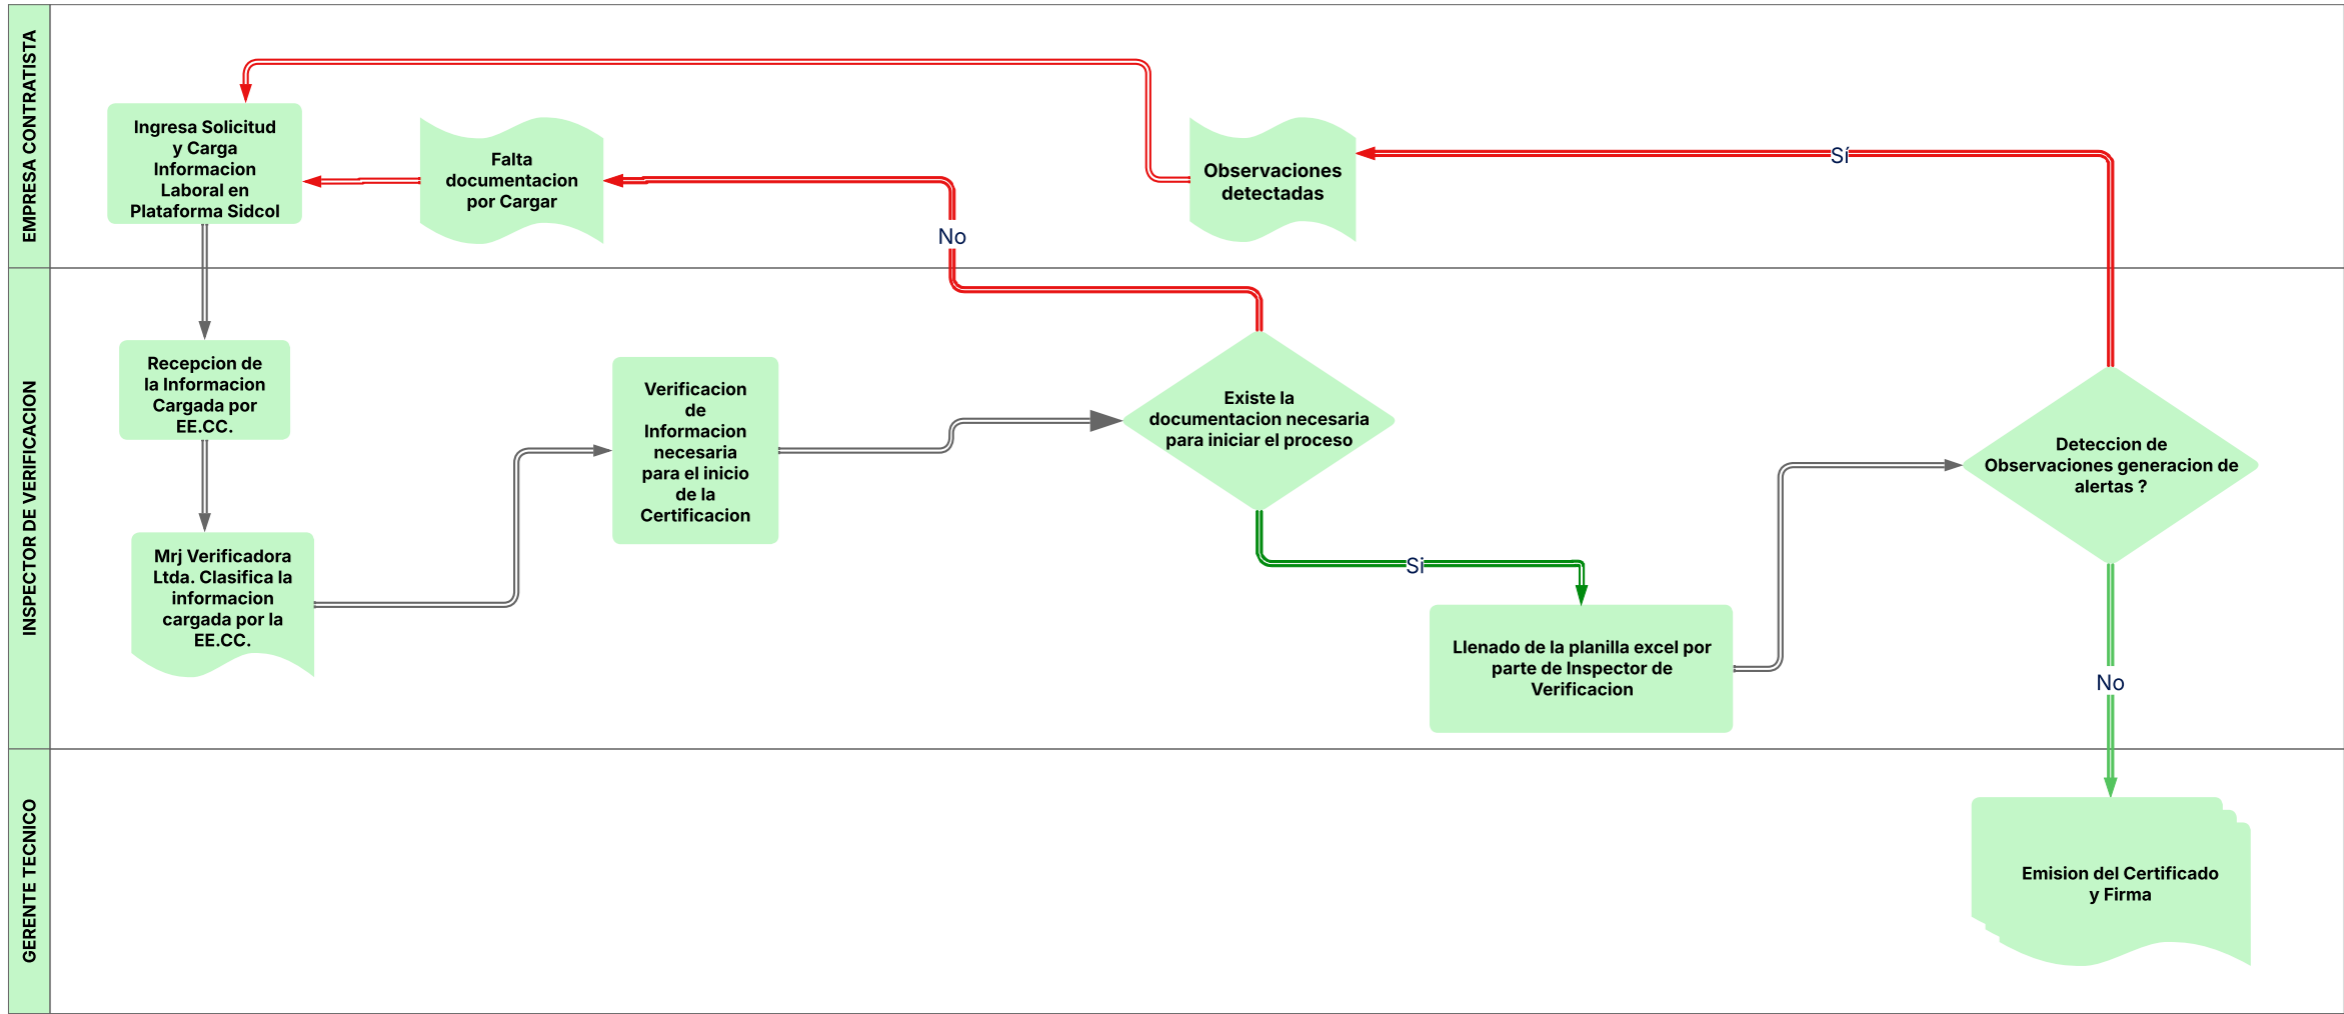 EMPRESA CONTRATISTA
Ingresa Solicitud
y Carga
Informacion
Laboral en
Plataforma Sidcol
Falta
documentacion
por Cargar
Observaciones
detectadas
Sí
No
INSPECTOR DE VERIFICACION
Recepcion de
la Informacion
Cargada por
EE.CC.
Mrj Verificadora
Ltda. Clasifica la
informacion
cargada por la
EE.CC.
Verificacion
de
Informacion
necesaria
para el inicio
de la
Certificacion
Existe la
documentacion necesaria
para iniciar el proceso
Si
Llenado de la planilla excel por
parte de Inspector de
Verificacion
Deteccion de
Observaciones generacion de
alertas ?
No
GERENTE TECNICO
Emision del Certificado
y Firma